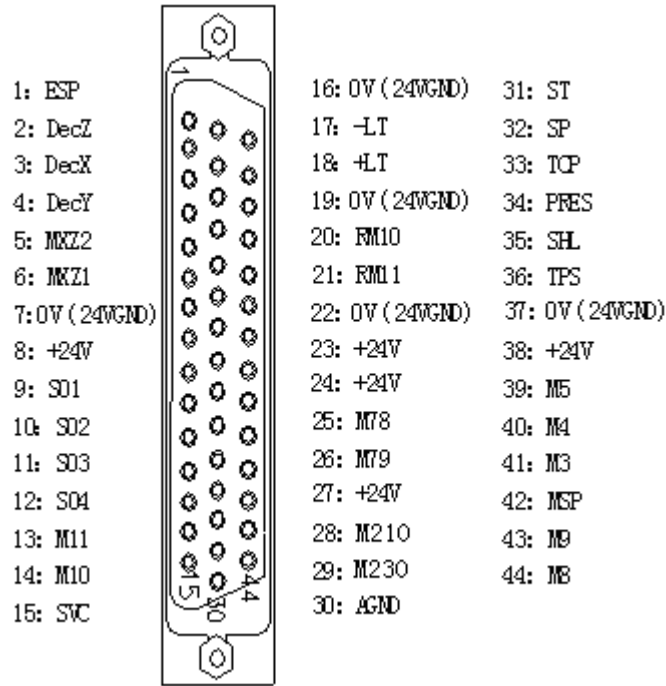 1
15
30
44
1: ESP
2: DecZ
3: DecX
4: DecY
5: MXZ2
6: MXZ1
7:0V(24VGND)
8: +24V
9: S01
10: S02
11: S03
12: S04
13: M11
14: M10
15: SVC
16: 0V(24VGND)
17: -LT
18: +LT
19: 0V(24VGND)
20: RM10
21: RM11
22: 0V(24VGND)
23: +24V
24: +24V
25: M78
26: M79
27: +24V
28: M210
29: M230
30: AGND
31: ST
32: SP
33: TCP
34: PRES
35: SHL
36: TPS
37: 0V(24VGND)
38: +24V
39: M5
40: M4
41: M3
42: MSP
43: M9
44: M8